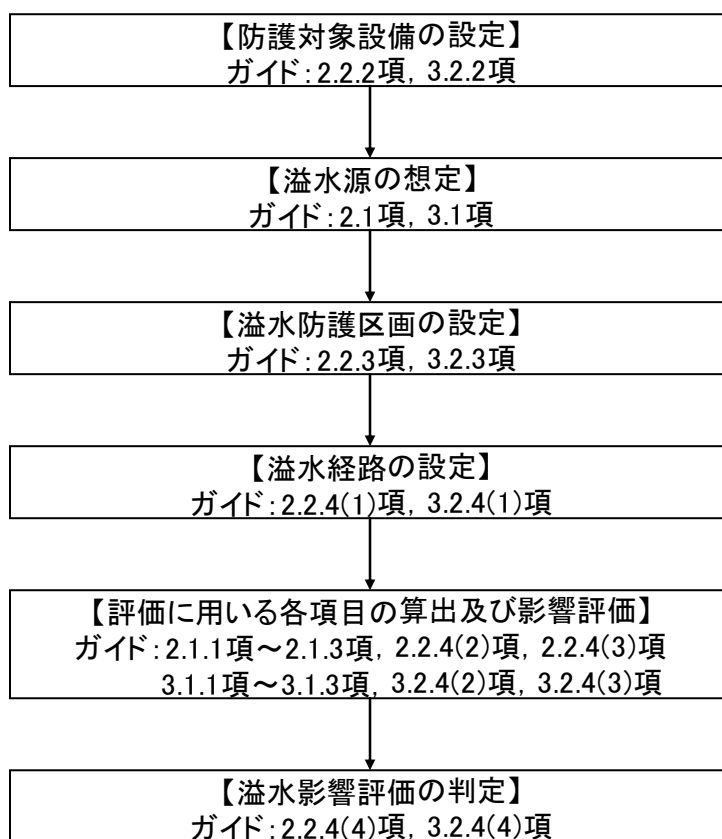 【防護対象設備の設定】
ガイド:2.2.2項, 3.2.2項
【溢水源の想定】
ガイド:2.1項, 3.1項
【溢水防護区画の設定】
ガイド:2.2.3項, 3.2.3項
【溢水経路の設定】
ガイド:2.2.4(1)項, 3.2.4(1)項
【評価に用いる各項目の算出及び影響評価】
ガイド:2.1.1項～2.1.3項, 2.2.4(2)項, 2.2.4(3)項
3.1.1項～3.1.3項, 3.2.4(2)項, 3.2.4(3)項
【溢水影響評価の判定】
ガイド:2.2.4(4)項, 3.2.4(4)項